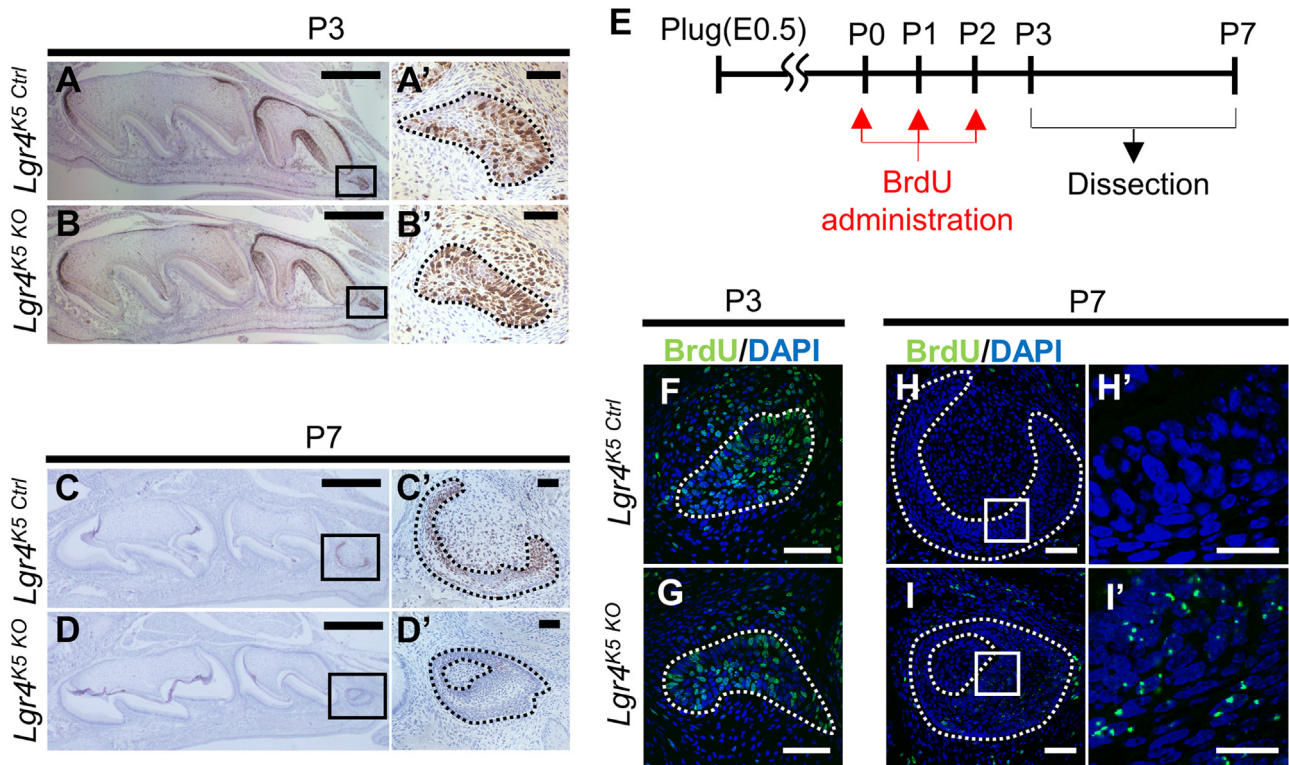 P3
Lgr4K5 Ctrl
A
A’
Lgr4K5 KO
B
B’
P7
Lgr4K5 Ctrl
C
C’
Lgr4K5 KO
D
D’
E
Plug(E0.5)
P0
P1
P2
P3
P7
BrdU
administration
Dissection
P3
P7
BrdU/DAPI
BrdU/DAPI
Lgr4K5 Ctrl
F
H
H’
Lgr4K5 KO
G
I
I’